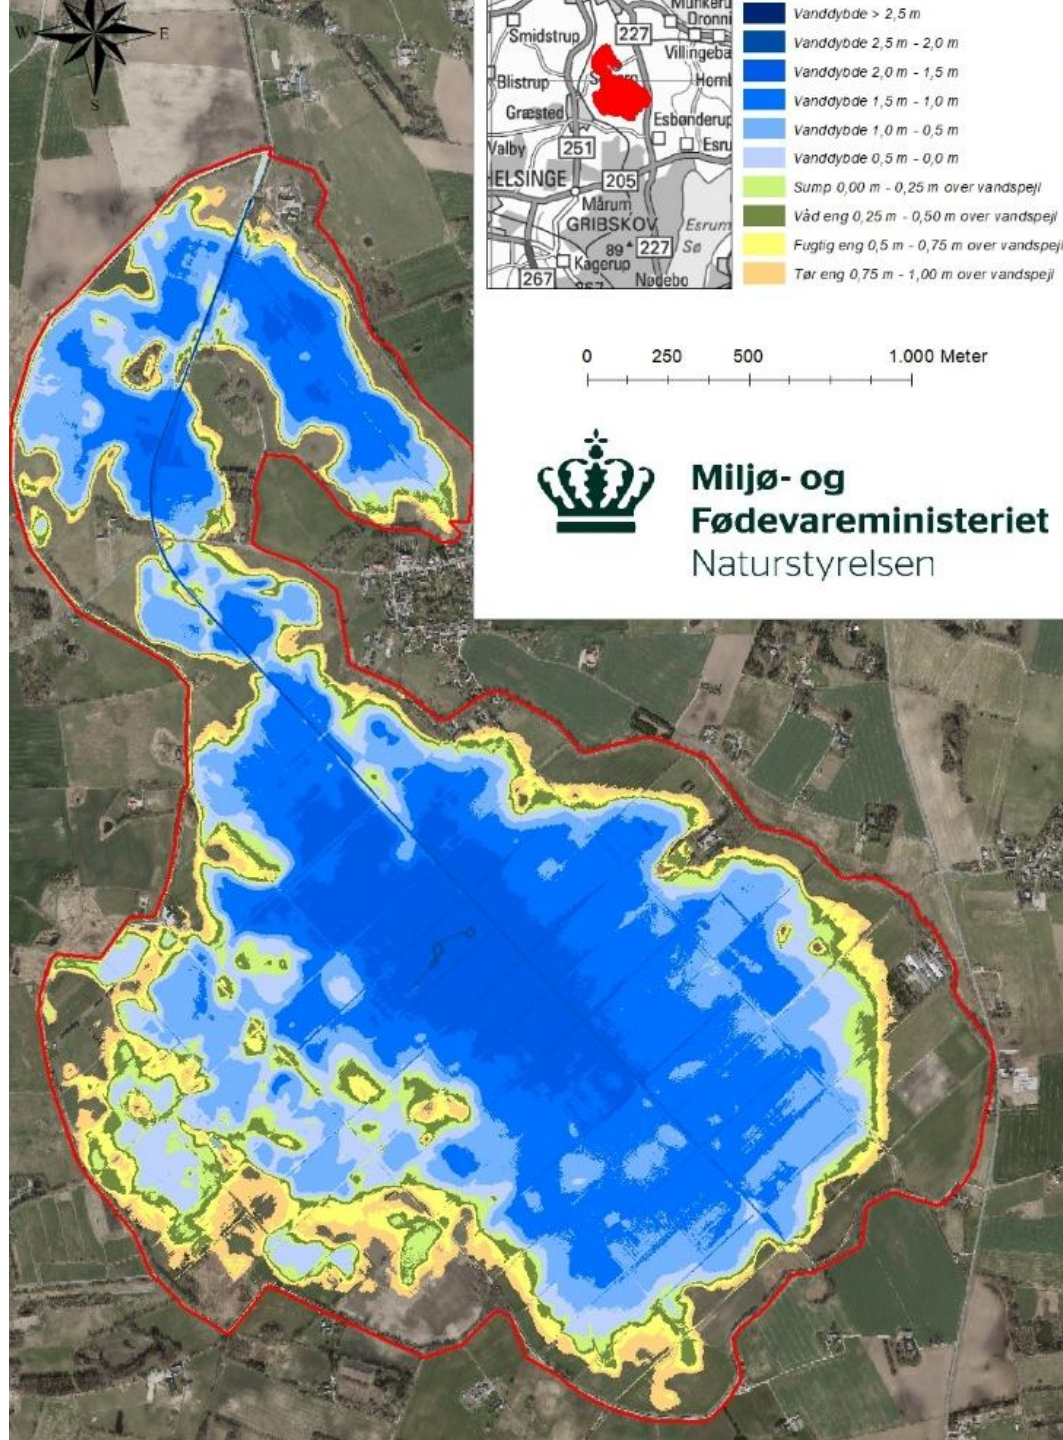 W
E
S
Munkeru
Dronni
Smidstrup
227
Villingebæ
Blistrup
Hornb
Græsted
Esbønderup
Valby
251
Esru
HELSINGE
205
Mårum
GRIBSKOV
Esrum
Sø
89
227
Kagerup
267
Nødebo
Vanddybde > 2,5 m
Vanddybde 2,5 m - 2,0 m
Vanddybde 2,0 m - 1,5 m
Vanddybde 1,5 m - 1,0 m
Vanddybde 1,0 m - 0,5 m
Vanddybde 0,5 m - 0,0 m
Sump 0,00 m - 0,25 m over vandspejl
Våd eng 0,25 m - 0,50 m over vandspejl
Fugtig eng 0,5 m - 0,75 m over vandspejl
Tør eng 0,75 m - 1,00 m over vandspejl
0 250 500 1.000 Meter
Miljø- og
Fødevareministeriet
Naturstyrelsen